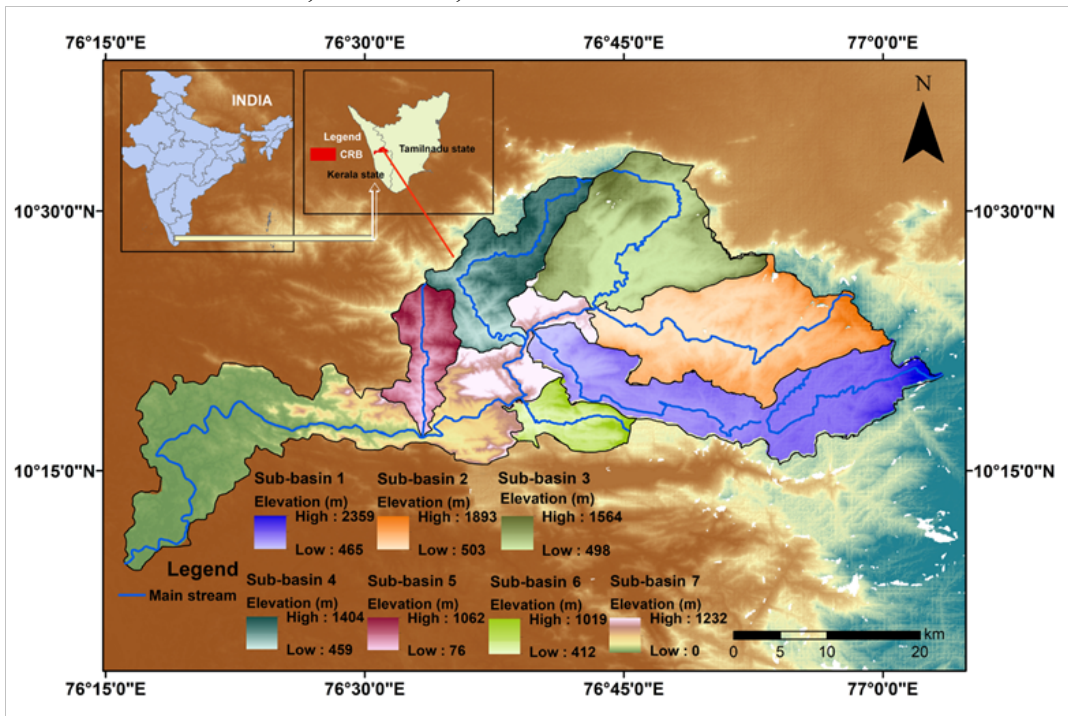 76°15'0"E 76°30'0"E 76°45'0"E 77°0'0"E
N
INDIA
Legend
CRB
Tamilnadu state
Kerala state
10°30'0"N 10°30'0"N
10°15'0"N 10°15'0"N
Sub-basin 1 Sub-basin 2 Sub-basin 3
Elevation (m) Elevation (m) Elevation (m)
High : 2359 High : 1893 High : 1564
Low : 465 Low : 503 Low : 498
Legend
Main stream
Sub-basin 4 Sub-basin 5 Sub-basin 6 Sub-basin 7
Elevation (m) Elevation (m) Elevation (m) Elevation (m)
High : 1404 High : 1062 High : 1019 High : 1232
Low : 459 Low : 76 Low : 412 Low : 0
km
0 5 10 20
76°15'0"E 76°30'0"E 76°45'0"E 77°0'0"E